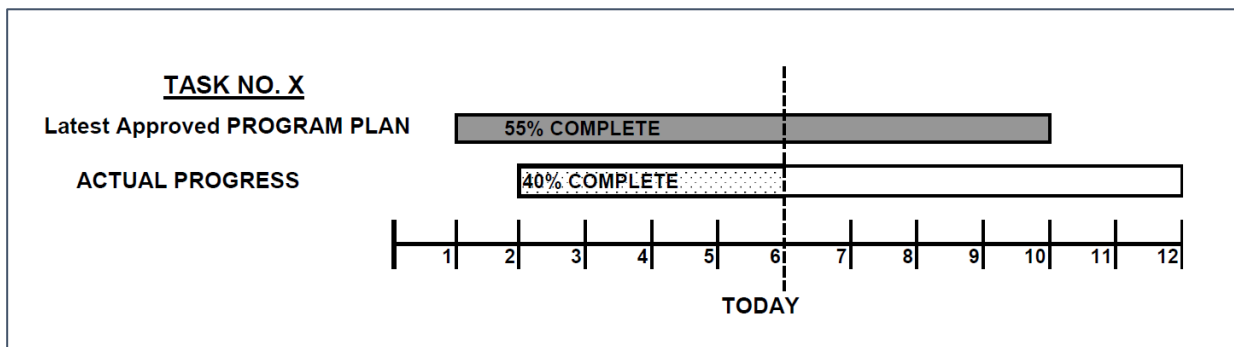 TASK NO. X
Latest Approved PROGRAM PLAN
55% COMPLETE
ACTUAL PROGRESS
40% COMPLETE
1 2 3 4 5 6 7 8 9 10 11 12
TODAY